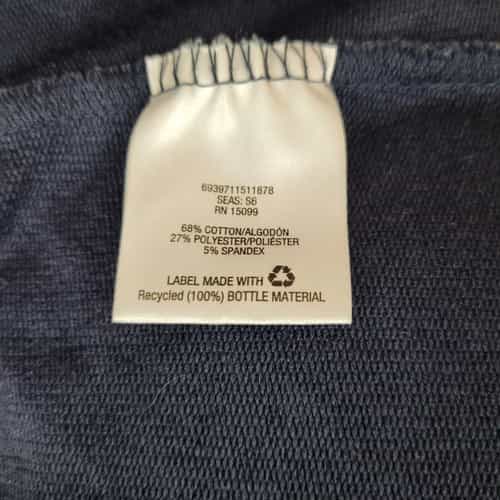 6939711511878
SEAS: S6
RN 15099
68% COTTON/ALGODÓN
27% POLYESTER/POLIÉSTER
5% SPANDEX
LABEL MADE WITH
Recycled (100%) BOTTLE MATERIAL